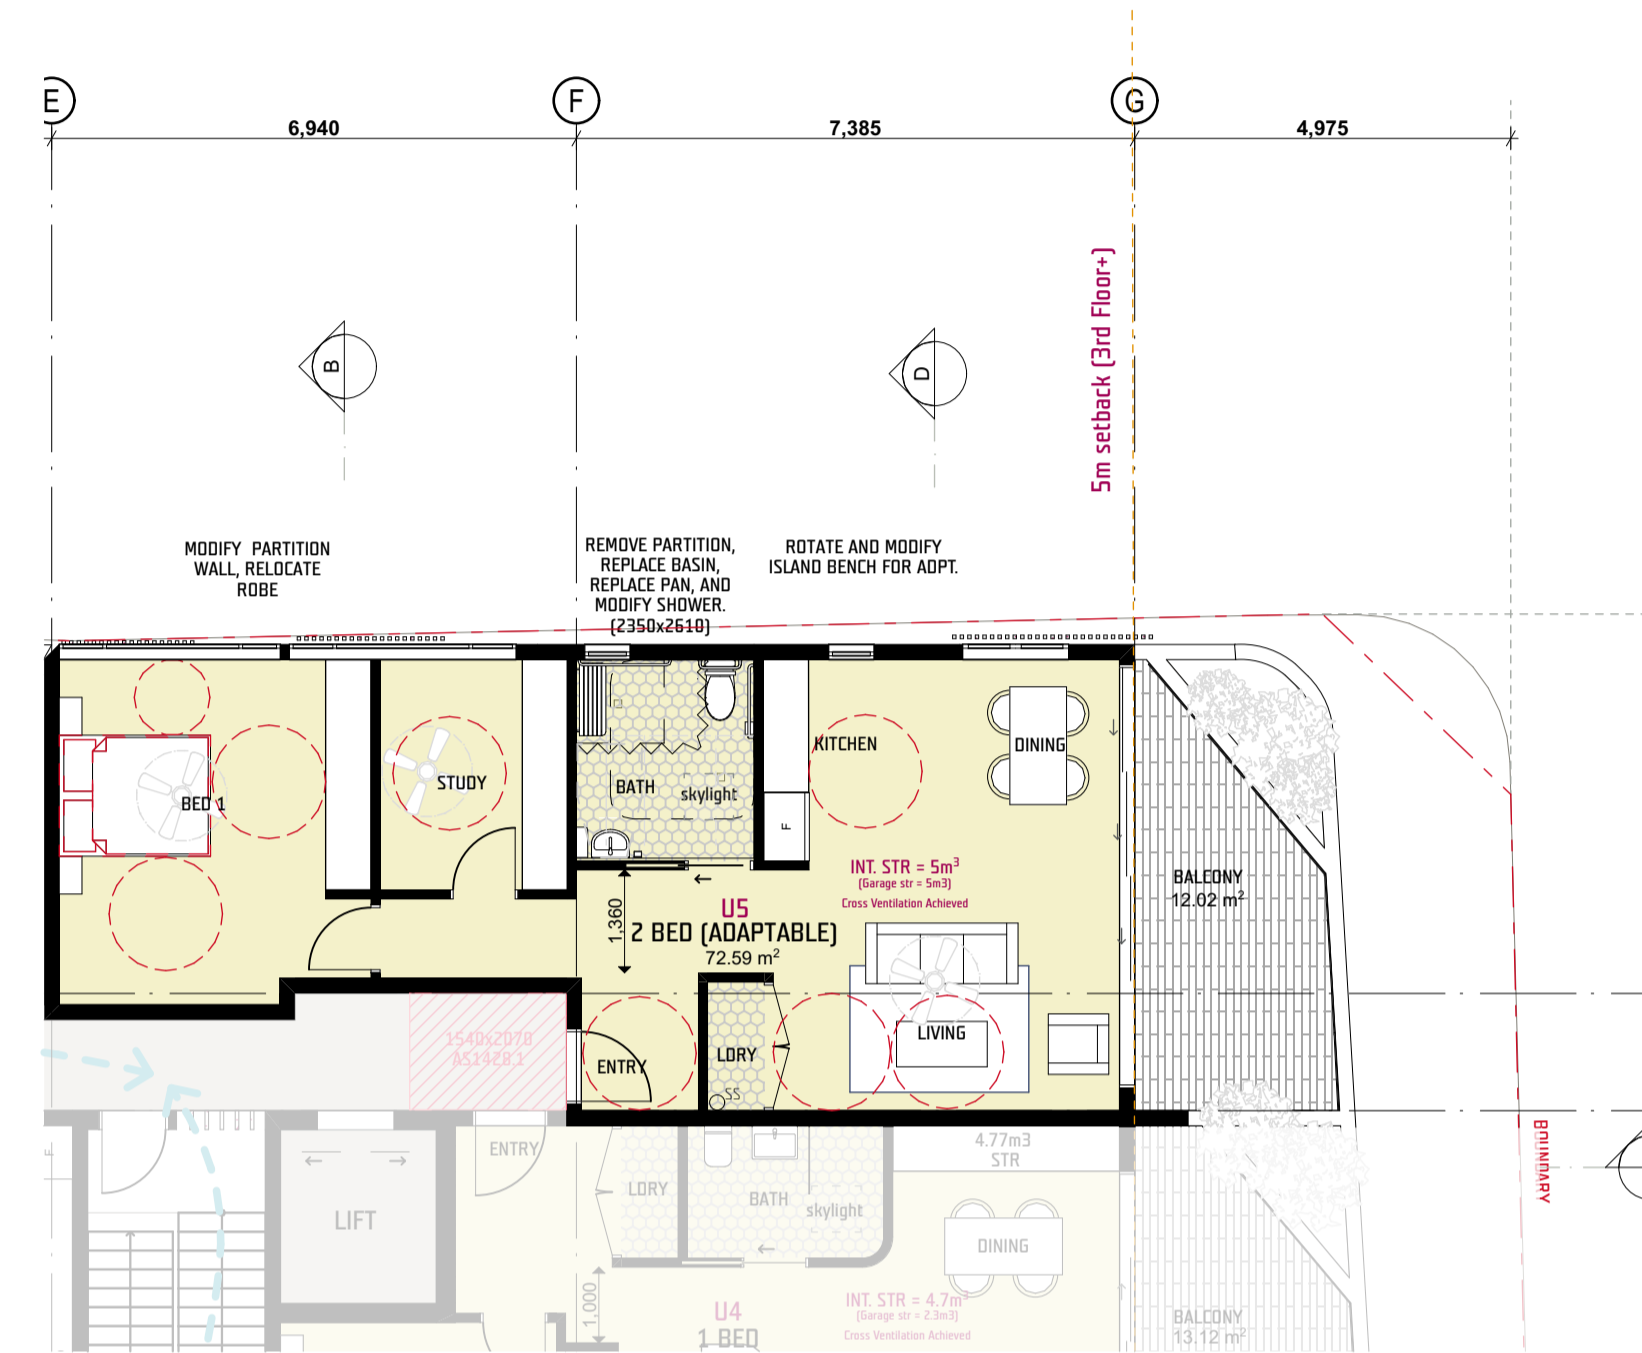 E
F
G
6,940
7,385
4,975
5m setback (3rd Floor+)
B
D
MODIFY PARTITION
WALL, RELOCATE
ROBE
REMOVE PARTITION,
REPLACE BASIN,
REPLACE PAN, AND
MODIFY SHOWER.
(2350x2610)
ROTATE AND MODIFY
ISLAND BENCH FOR ADPT.
BED 1
STUDY
BATH
skylight
KITCHEN
F
DINING
INT. STR = 5m³
(Garage str = 5m3)
Cross Ventilation Achieved
BALCONY
12.02 m²
1,360
U5
2 BED (ADAPTABLE)
72.59 m²
1540x2070
AS1428.1
ENTRY
LDRY
SS
LIVING
BOUNDARY
F
LIFT
ENTRY
LDRY
BATH
skylight
4.77m3
STR
DINING
1,000
U4
1 BED
INT. STR = 4.7m³
(Garage str = 2.3m3)
Cross Ventilation Achieved
BALCONY
13.12 m²